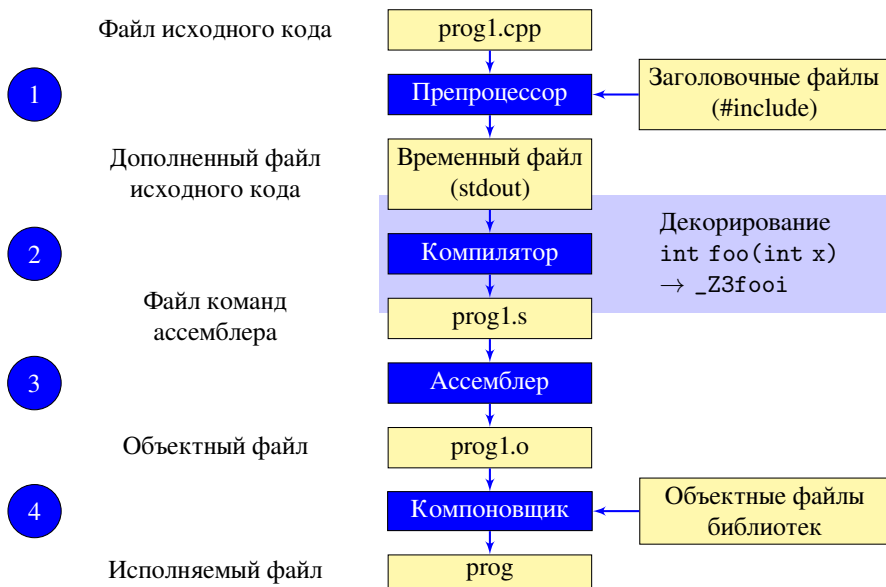 Файл исходного кода
prog1.cpp
1
Препроцессор
Заголовочные файлы
(#include)
Дополненный файл
исходного кода
Временный файл
(stdout)
2
Компилятор
Декорирование
int foo(int x)
→ _Z3fooi
Файл команд
ассемблера
prog1.s
3
Ассемблер
Объектный файл
prog1.o
4
Компоновщик
Объектные файлы
библиотек
Исполняемый файл
prog